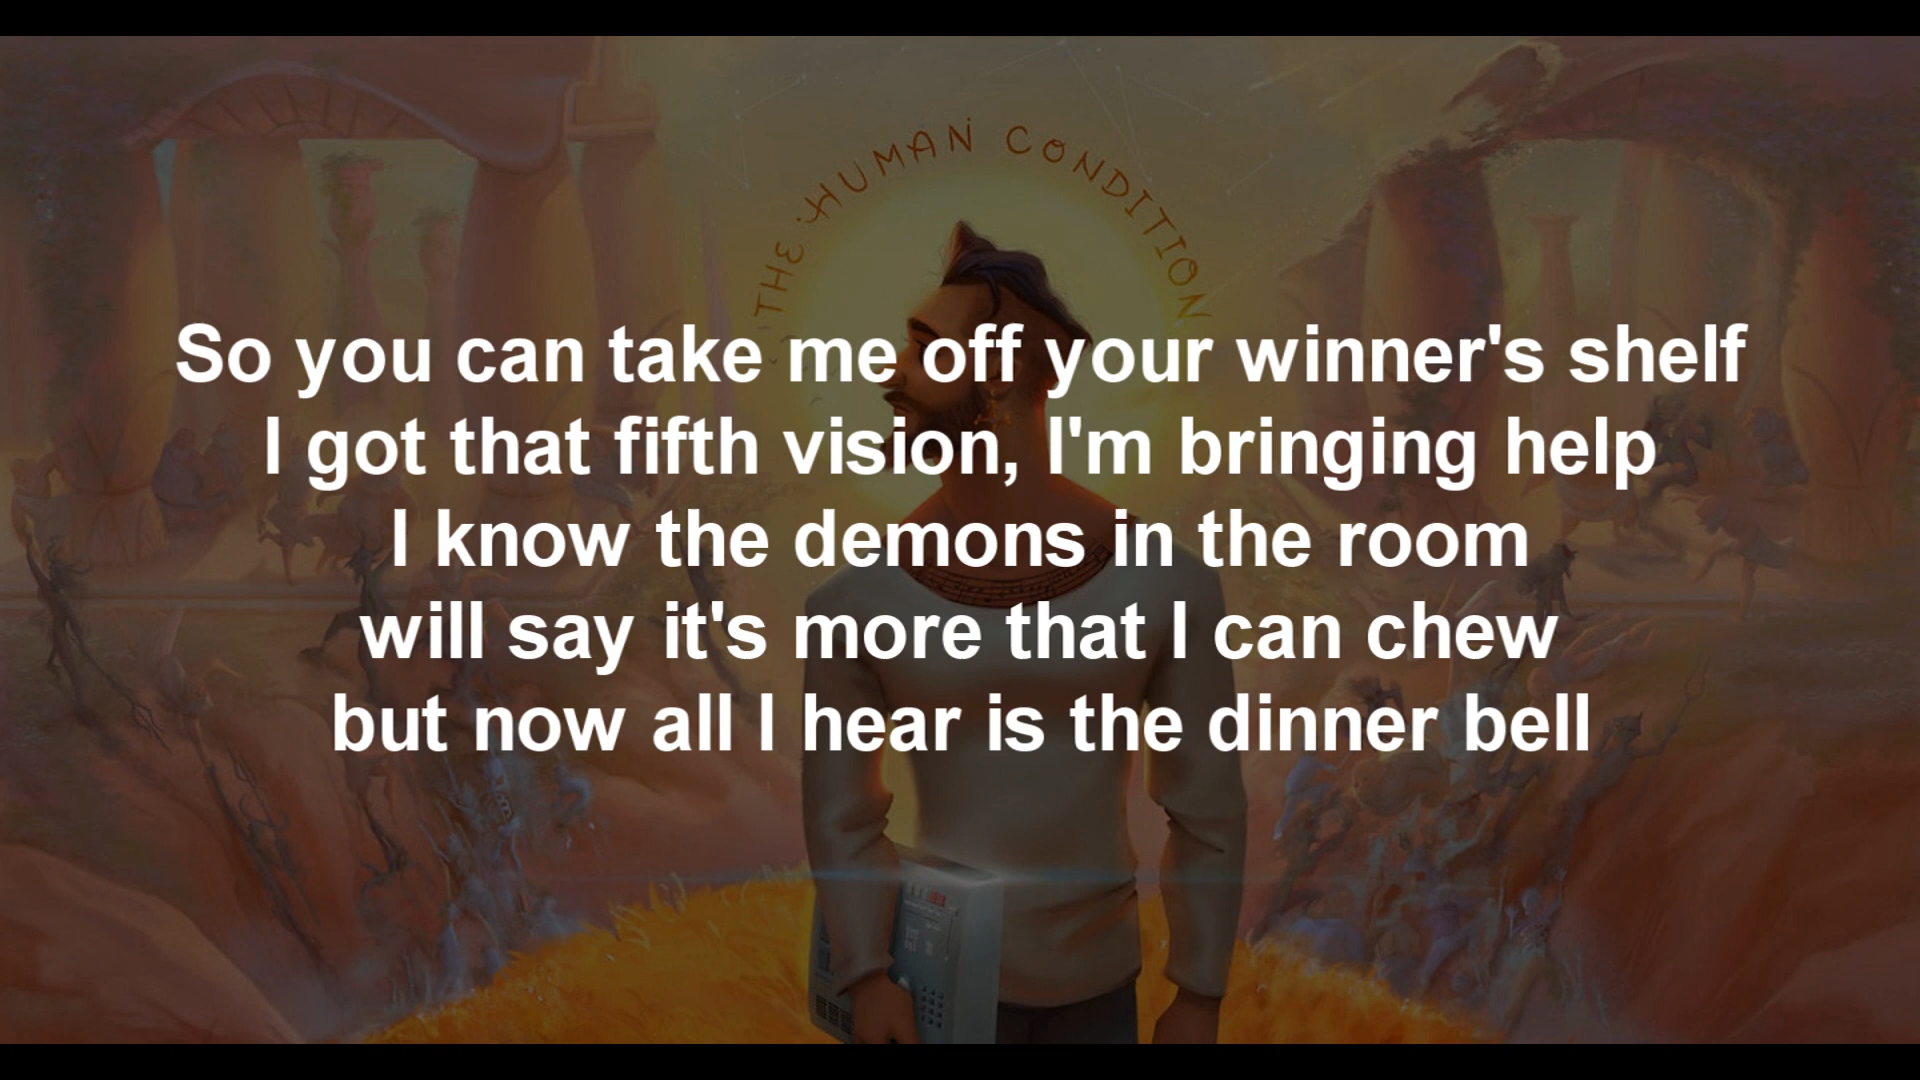 THE HUMAN CONDITION
So you can take me off your winner's shelf
I got that fifth vision, I'm bringing help
I know the demons in the room
will say it's more that I can chew
but now all I hear is the dinner bell